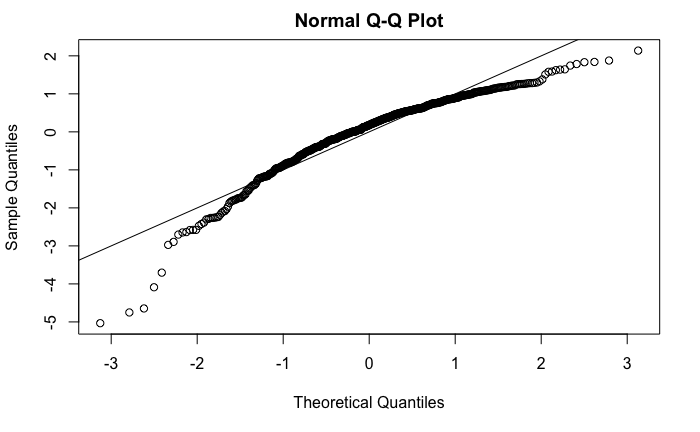 Normal Q-Q Plot
Sample Quantiles
2
1
0
-1
-2
-3
-4
-5
-3 -2 -1 0 1 2 3
Theoretical Quantiles